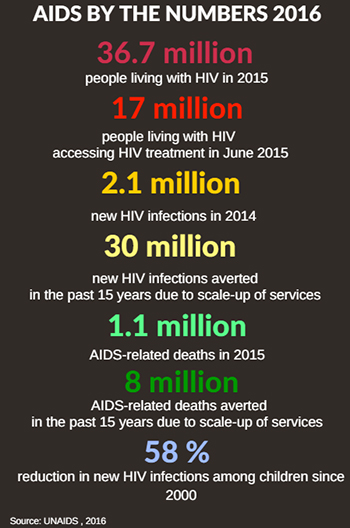 AIDS BY THE NUMBERS 2016
36.7 million
people living with HIV in 2015
17 million
people living with HIV
accessing HIV treatment in June 2015
2.1 million
new HIV infections in 2014
30 million
new HIV infections averted
in the past 15 years due to scale-up of services
1.1 million
AIDS-related deaths in 2015
8 million
AIDS-related deaths averted
in the past 15 years due to scale-up of services
58 %
reduction in new HIV infections among children since
2000
Source: UNAIDS , 2016